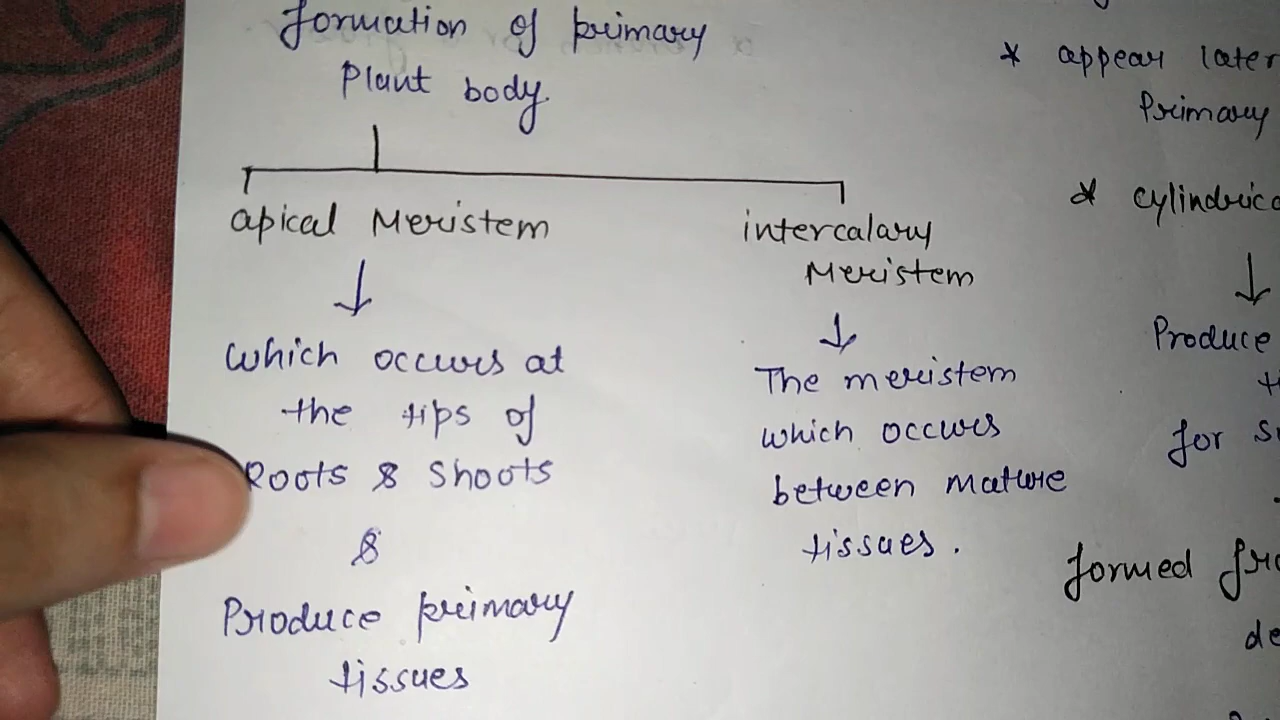 formation of primary
Plant body.
apical Meristem
which occurs at
the tips of
Roots & Shoots
&
Produce primary
tissues
intercalary
Meristem
The meristem
which occurs
between mature
tissues.
* appear later
Primary
* cylindrica
Produce
for
formed